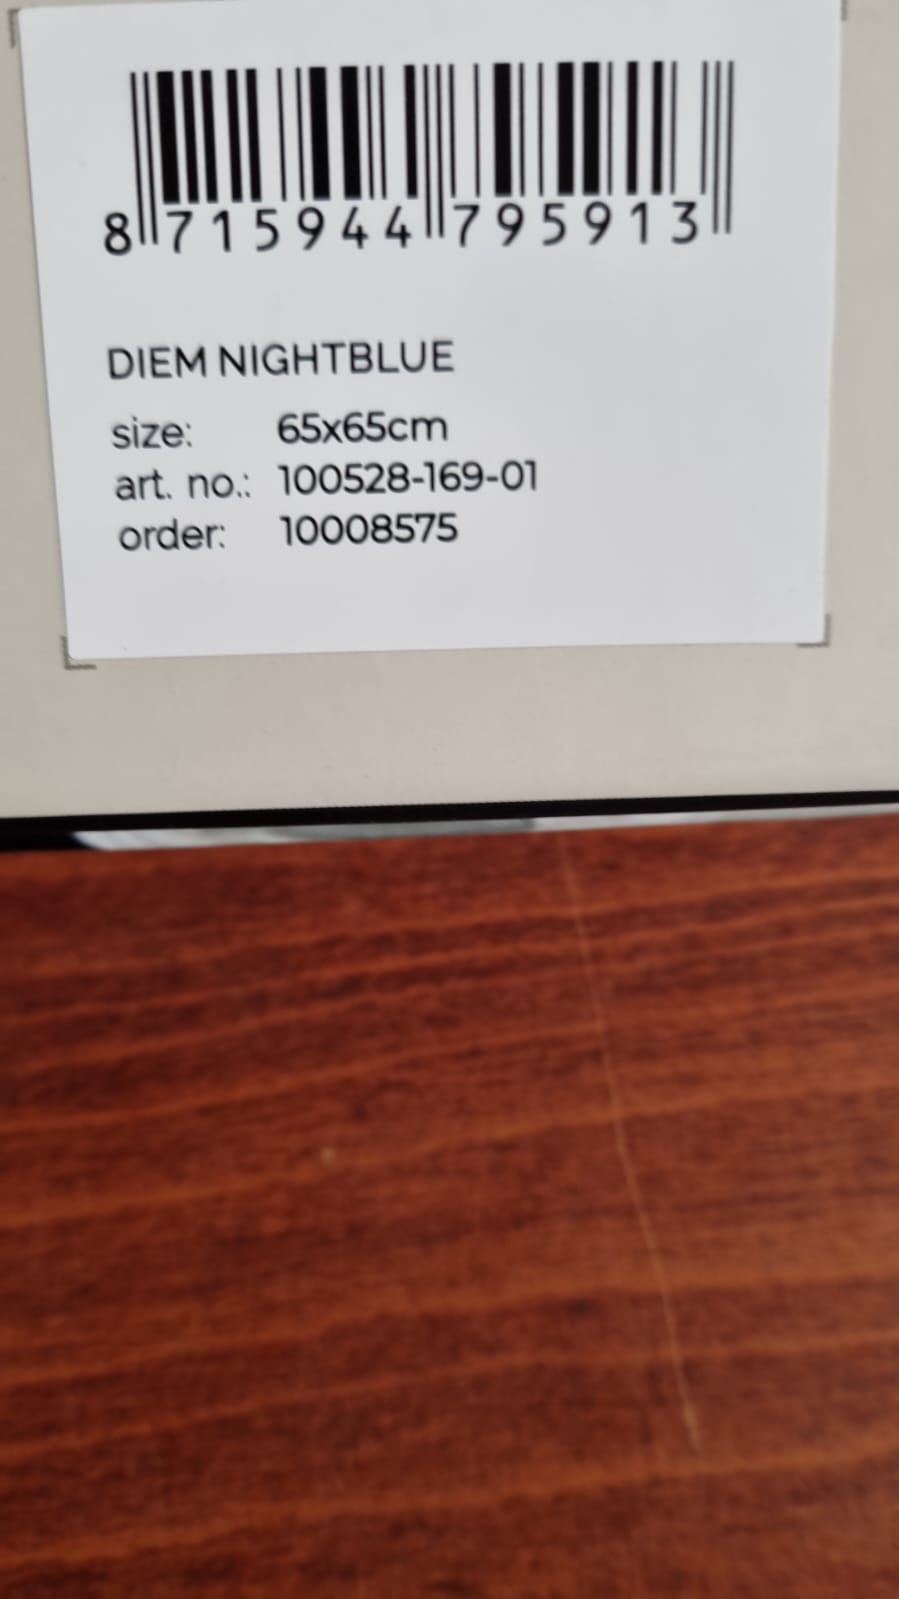 8 715944 795913
DIEM NIGHTBLUE
size: 65x65cm
art. no.: 100528-169-01
order: 10008575